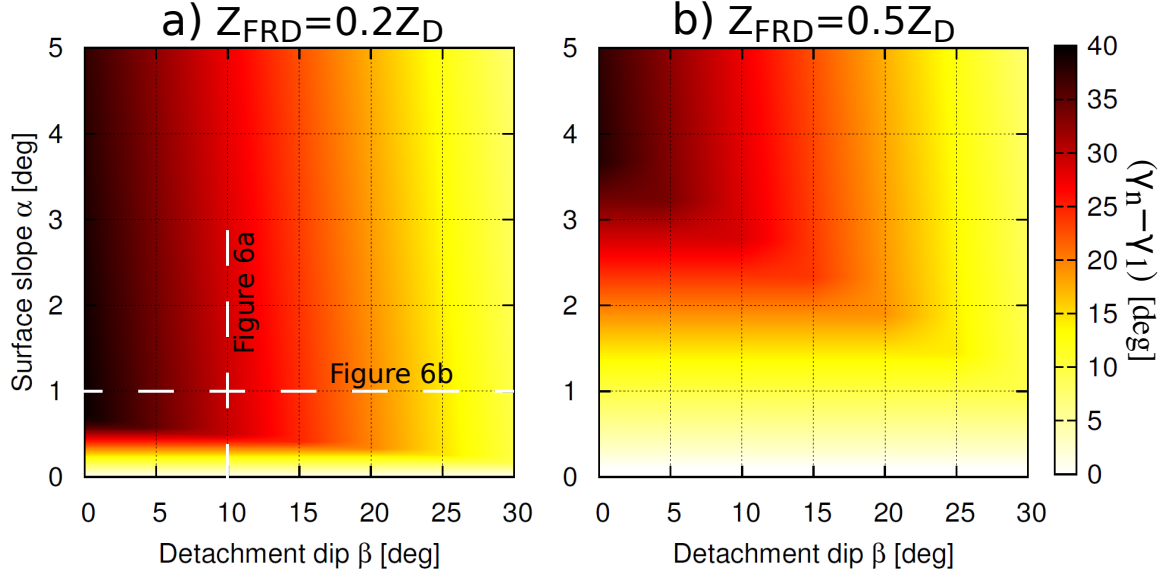 a) Z_FRD=0.2Z_D
b) Z_FRD=0.5Z_D
Surface slope α [deg]
5
4
3
2
1
0
Figure 6a
Figure 6b
0 5 10 15 20 25 30
Detachment dip β [deg]
0 5 10 15 20 25 30
Detachment dip β [deg]
5
4
3
2
1
0
40
35
30
25
20
15
10
5
0
(γn−γ1) [deg]